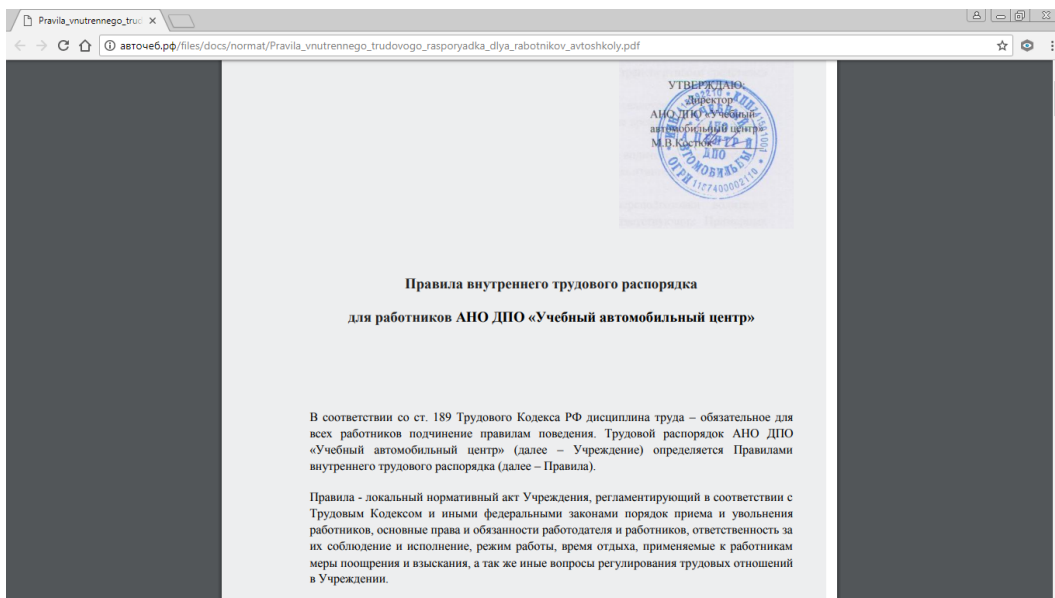 Pravila_vnutrennego_trud
авточеб.рф/files/docs/normat/Pravila_vnutrennego_trudovogo_rasporyadka_dlya_rabotnikov_avtoshkoly.pdf
УТВЕРЖДАЮ:
Директор
АНО ДПО «Учебный
автомобильный центр»
М.В.Костюк
Правила внутреннего трудового распорядка
для работников АНО ДПО «Учебный автомобильный центр»
В соответствии со ст. 189 Трудового Кодекса РФ дисциплина труда – обязательное для
всех работников подчинение правилам поведения. Трудовой распорядок АНО ДПО
«Учебный автомобильный центр» (далее – Учреждение) определяется Правилами
внутреннего трудового распорядка (далее – Правила).
Правила - локальный нормативный акт Учреждения, регламентирующий в соответствии с
Трудовым Кодексом и иными федеральными законами порядок приема и увольнения
работников, основные права и обязанности работодателя и работников, ответственность за
их соблюдение и исполнение, режим работы, время отдыха, применяемые к работникам
меры поощрения и взыскания, а так же иные вопросы регулирования трудовых отношений
в Учреждении.